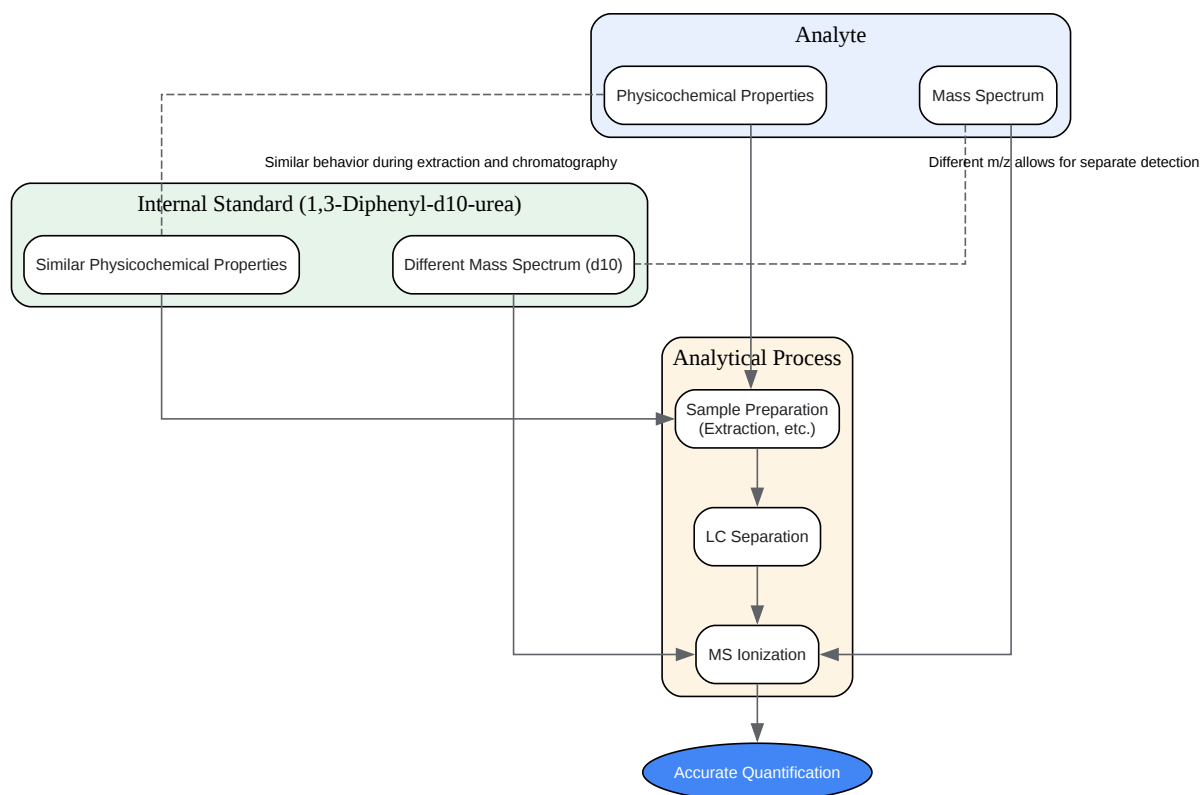 Analyte
Physicochemical Properties
Mass Spectrum
Similar behavior during extraction and chromatography
Different m/z allows for separate detection
Internal Standard (1,3-Diphenyl-d10-urea)
Similar Physicochemical Properties
Different Mass Spectrum (d10)
Analytical Process
Sample Preparation
(Extraction, etc.)
LC Separation
MS Ionization
Accurate Quantification